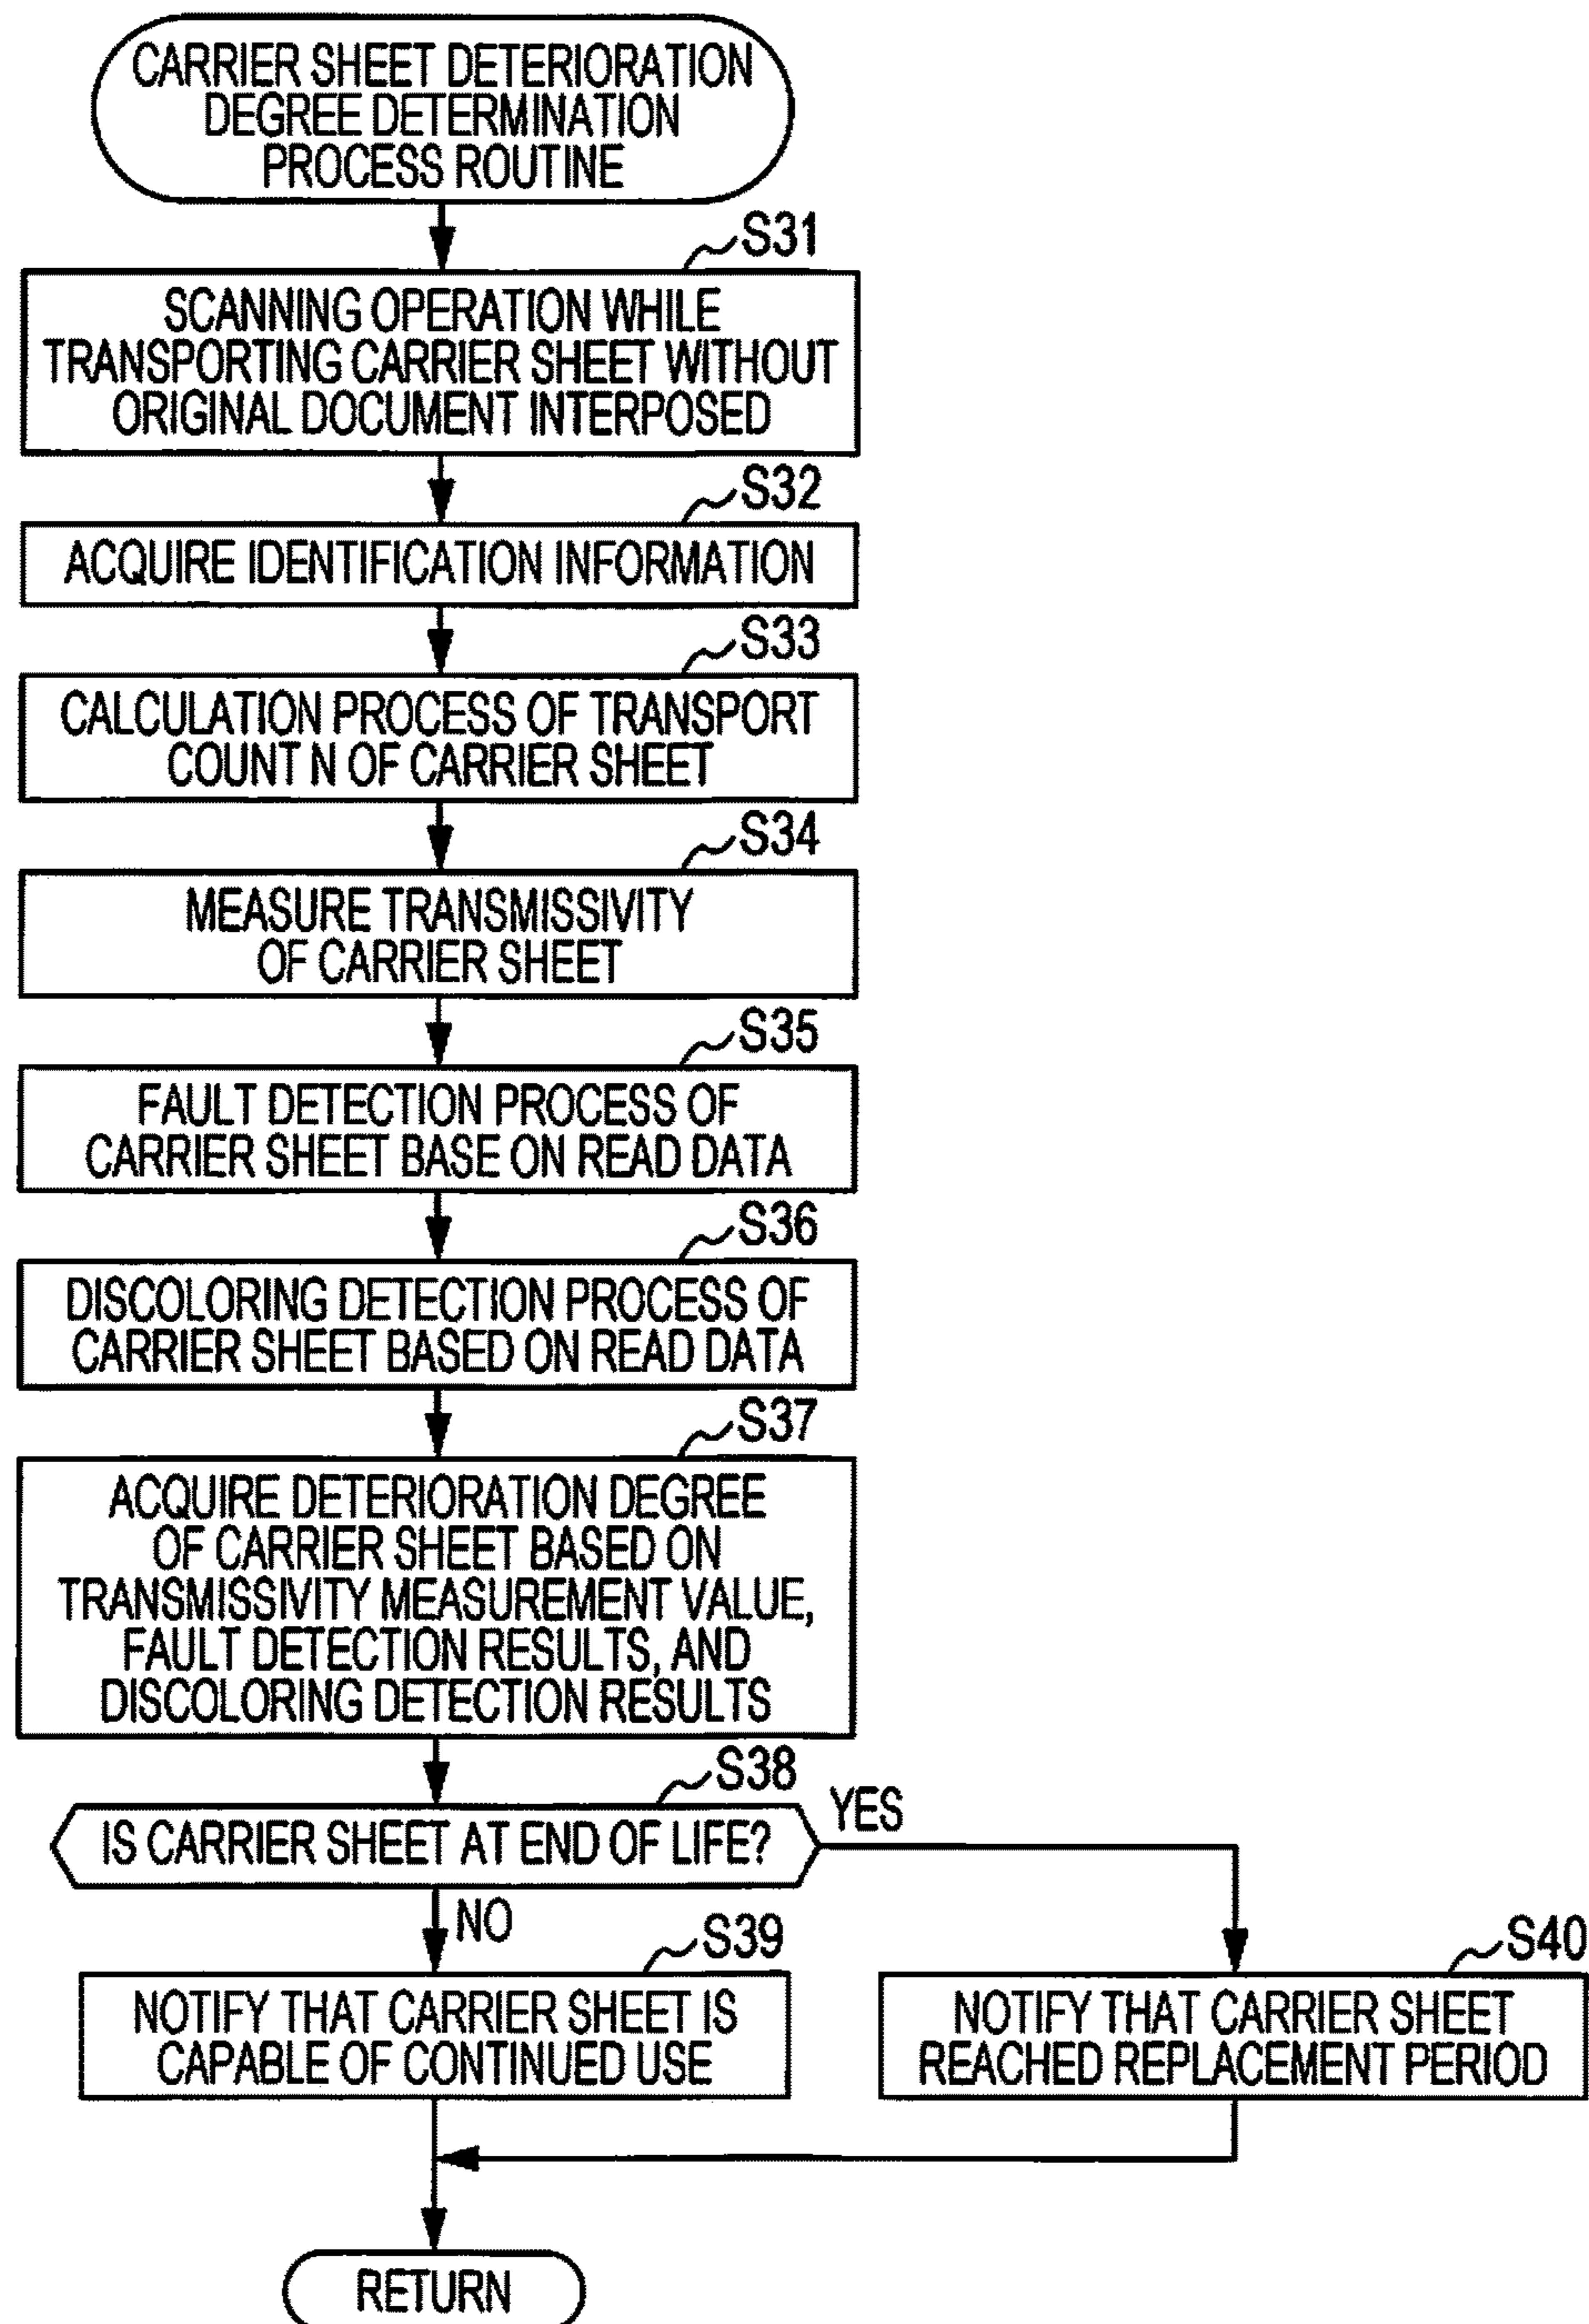 CARRIER SHEET DETERIORATION
DEGREE DETERMINATION
PROCESS ROUTINE
S31
SCANNING OPERATION WHILE
TRANSPORTING CARRIER SHEET WITHOUT
ORIGINAL DOCUMENT INTERPOSED
S32
ACQUIRE IDENTIFICATION INFORMATION
S33
CALCULATION PROCESS OF TRANSPORT
COUNT N OF CARRIER SHEET
S34
MEASURE TRANSMISSIVITY
OF CARRIER SHEET
S35
FAULT DETECTION PROCESS OF
CARRIER SHEET BASE ON READ DATA
S36
DISCOLORING DETECTION PROCESS OF
CARRIER SHEET BASED ON READ DATA
S37
ACQUIRE DETERIORATION DEGREE
OF CARRIER SHEET BASED ON
TRANSMISSIVITY MEASUREMENT VALUE,
FAULT DETECTION RESULTS, AND
DISCOLORING DETECTION RESULTS
S38
IS CARRIER SHEET AT END OF LIFE?
YES
NO
S39
NOTIFY THAT CARRIER SHEET IS
CAPABLE OF CONTINUED USE
S40
NOTIFY THAT CARRIER SHEET
REACHED REPLACEMENT PERIOD
RETURN